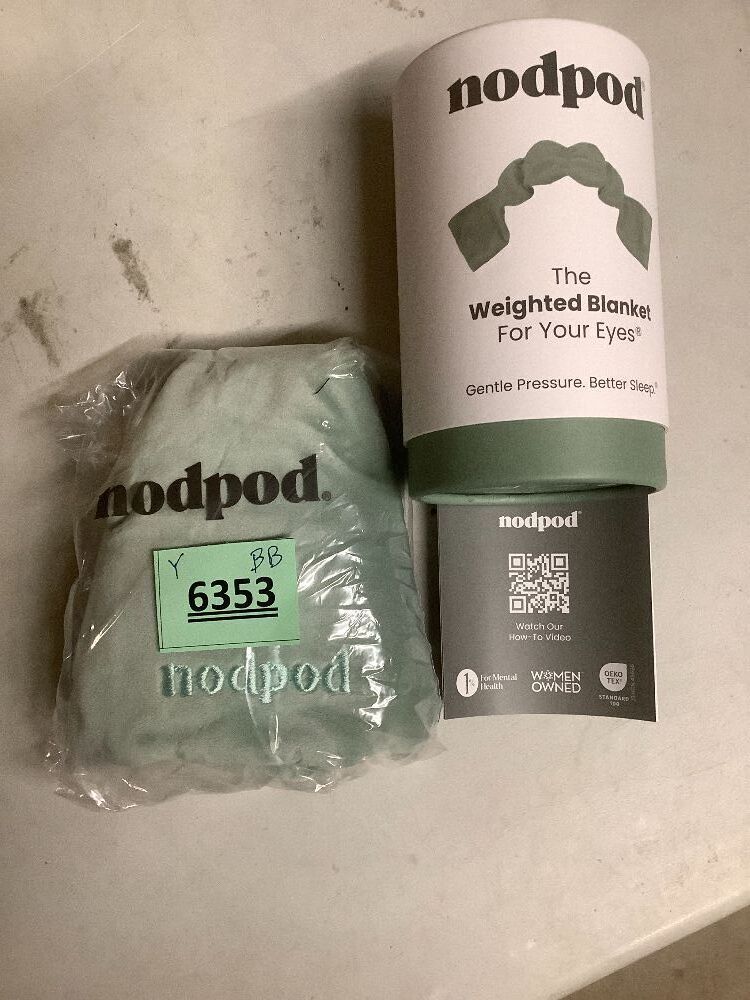 nodpod®
The
Weighted Blanket
For Your Eyes®
Gentle Pressure. Better Sleep.®
nodpod.
Y BB
6353
nodpod
nodpod®
Watch Our
How-To Video
1% For Mental
Health
WOMEN
OWNED
OEKO
TEX®
STANDARD
100